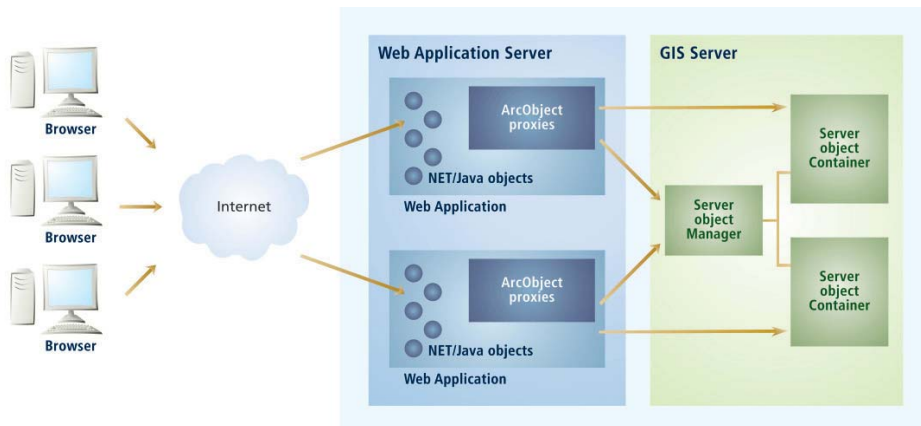 Browser
Browser
Browser
Internet
Web Application Server
ArcObject
proxies
NET/Java objects
Web Application
ArcObject
proxies
NET/Java objects
Web Application
GIS Server
Server
object
Container
Server
object
Manager
Server
object
Container